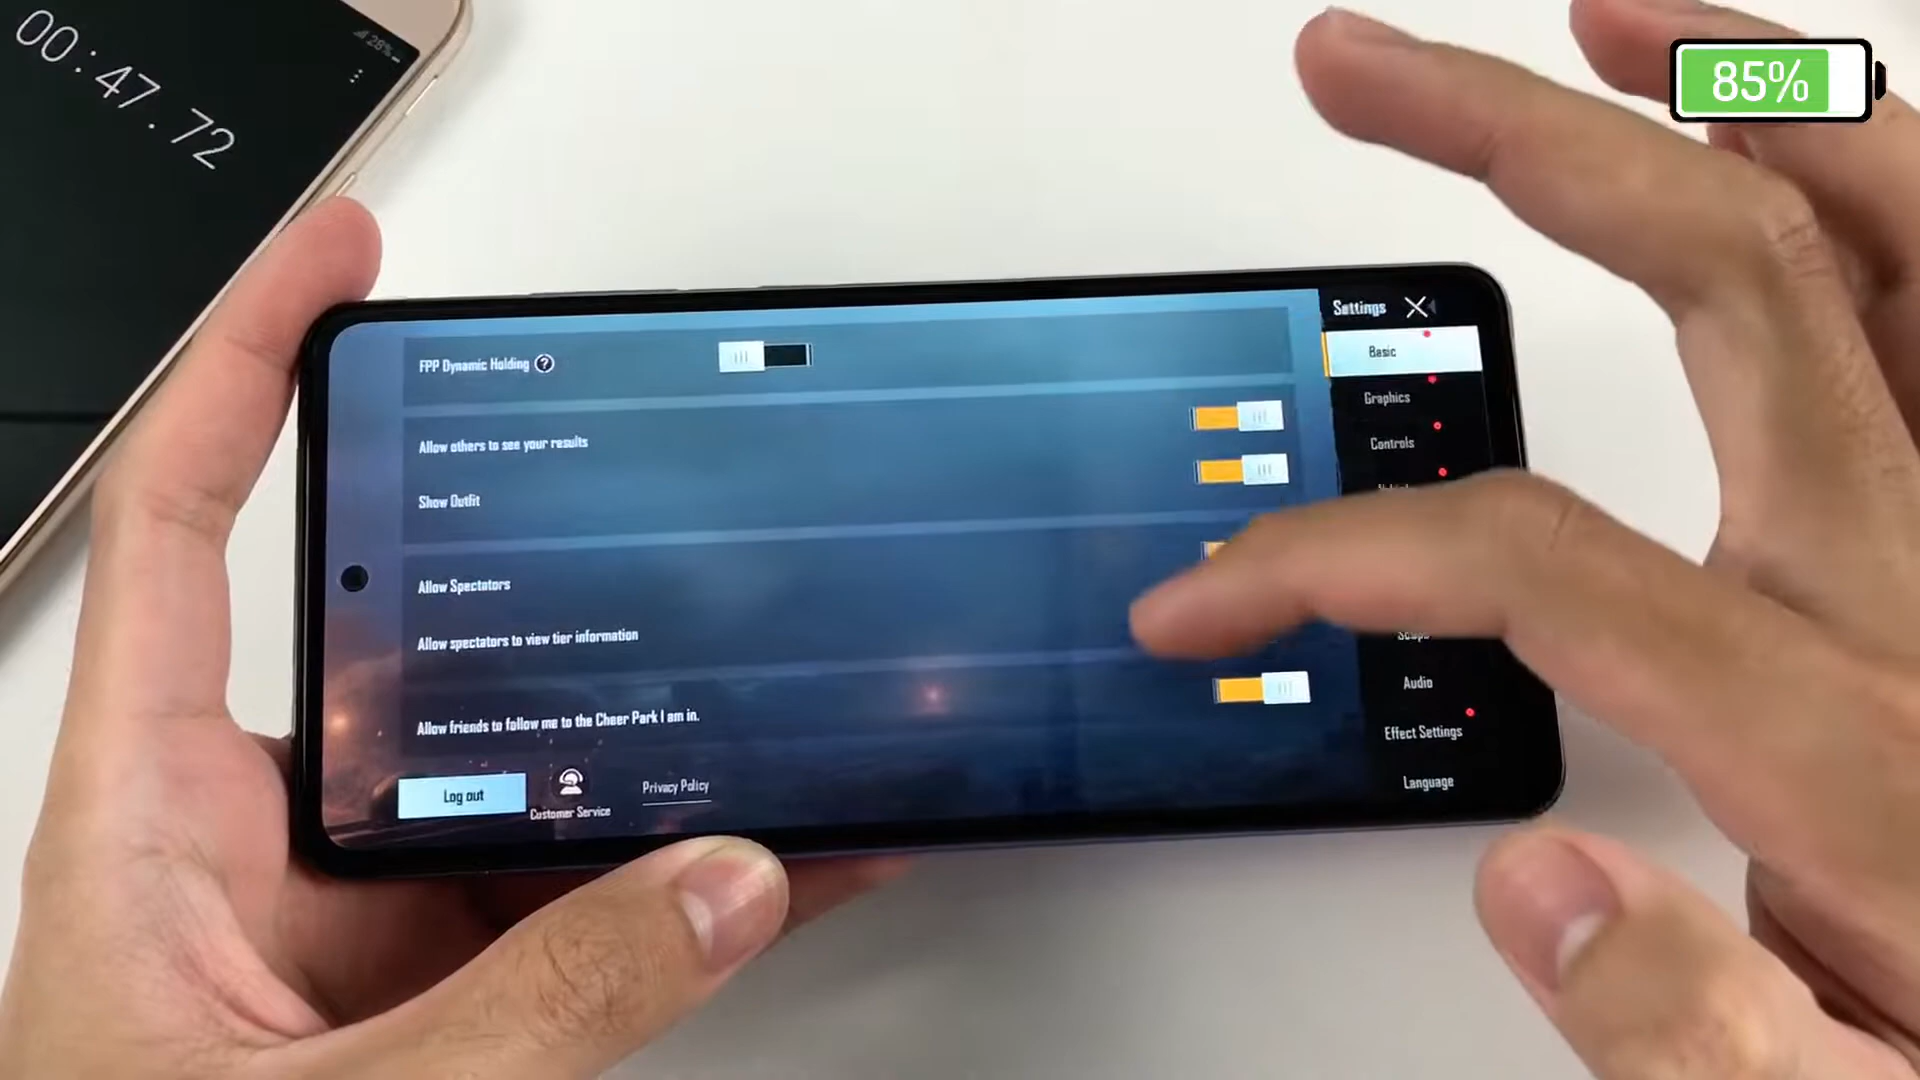 00:47.72
28%
85%
Settings
FPP Dynamic Holding ?
Basic
Graphics
Allow others to see your results
Controls
Show Outfit
Allow Spectators
Allow spectators to view tier information
Audio
Allow friends to follow me to the Cheer Park I am in.
Effect Settings
Log out
Customer Service
Privacy Policy
Language